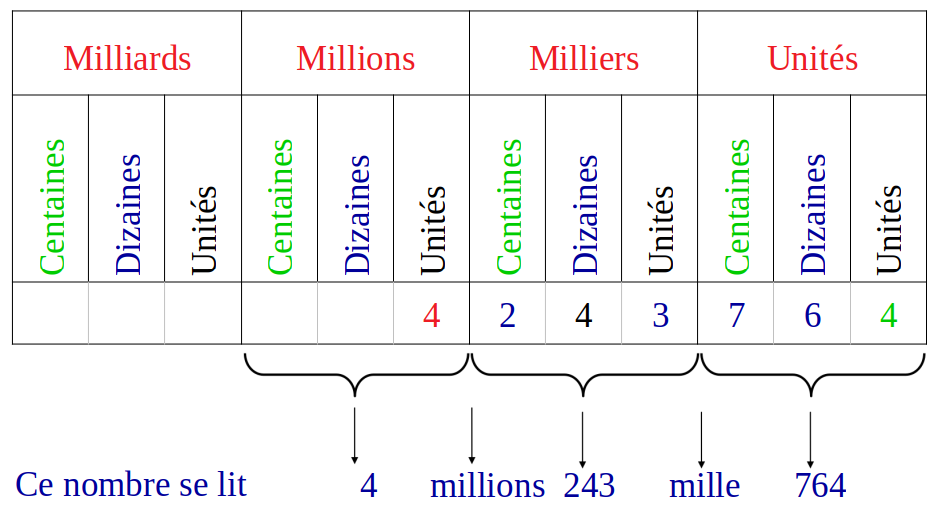 Milliards Millions Milliers Unités
Centaines Dizaines Unités Centaines Dizaines Unités Centaines Dizaines Unités Centaines Dizaines Unités
4 2 4 3 7 6 4
Ce nombre se lit 4 millions 243 mille 764